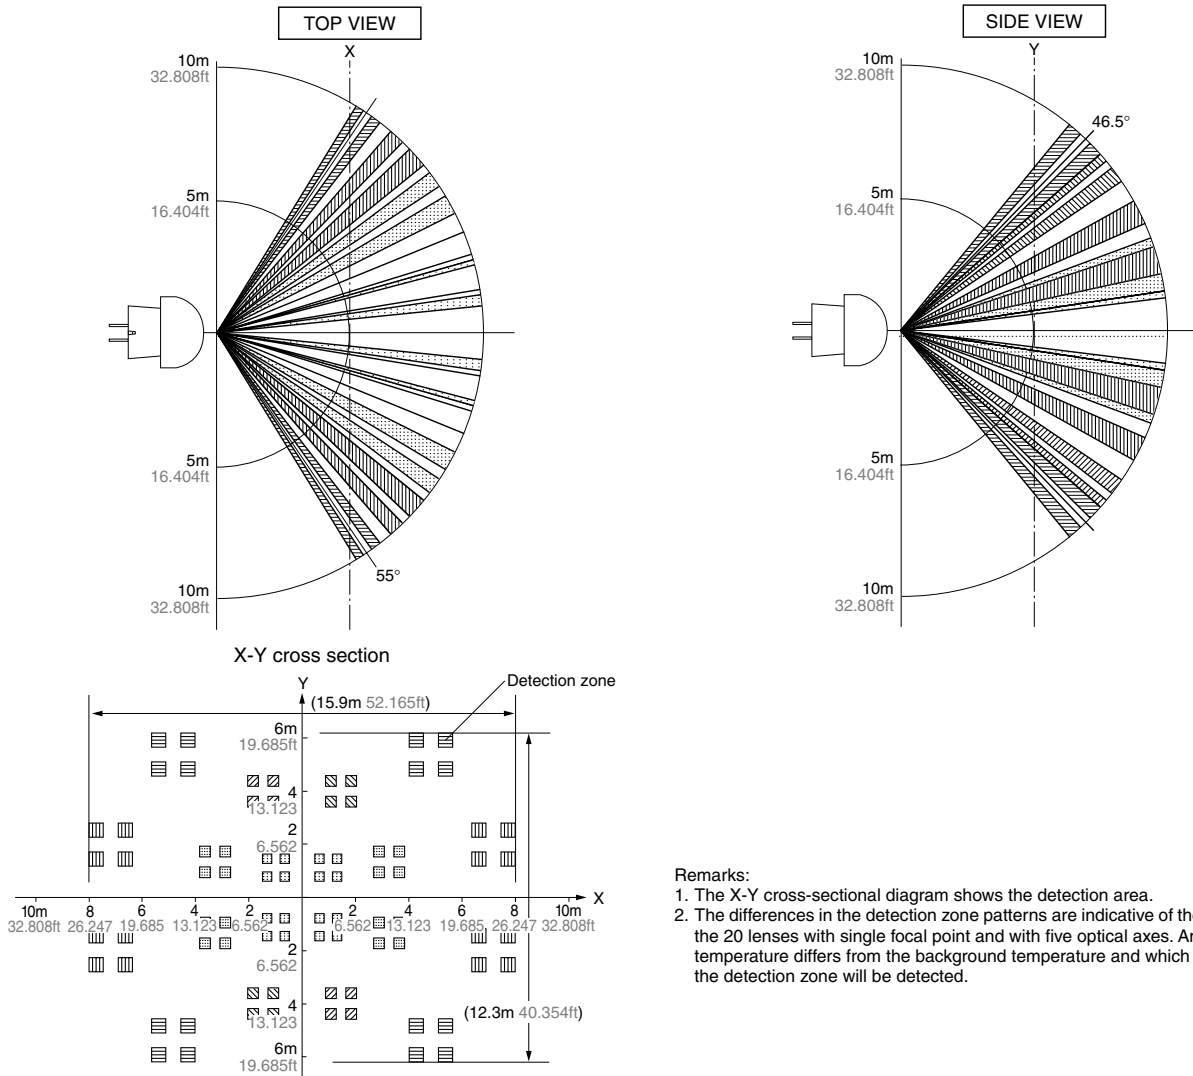 TOP VIEW
X
10m
32.808ft
5m
16.404ft
5m
16.404ft
10m
32.808ft
55°
SIDE VIEW
Y
10m
32.808ft
46.5°
5m
16.404ft
5m
16.404ft
10m
32.808ft
X-Y cross section
Y
Detection zone
(15.9m 52.165ft)
6m
19.685ft
4
13.123
2
6.562
X
10m 8 6 4 2 2 4 6 8 10m
32.808ft 26.247 19.685 13.123 6.562 6.562 13.123 19.685 26.247 32.808ft
2
6.562
4
13.123
(12.3m 40.354ft)
6m
19.685ft
Remarks:
1. The X-Y cross-sectional diagram shows the detection area.
2. The differences in the detection zone patterns are indicative of the
the 20 lenses with single focal point and with five optical axes. An
temperature differs from the background temperature and which
the detection zone will be detected.